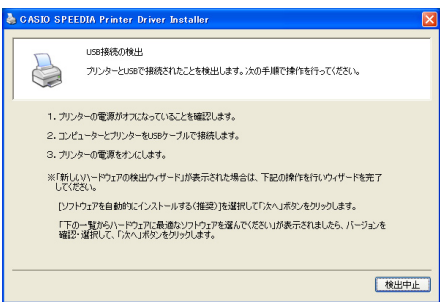 CASIO SPEEDIA Printer Driver Installer
USB接続の検出
プリンターとUSBで接続されたことを検出します。次の手順で操作を行ってください。
1. プリンターの電源がオフになっていることを確認します。
2. コンピューターとプリンターをUSBケーブルで接続します。
3. プリンターの電源をオンにします。
※「新しいハードウェアの検出ウィザード」が表示された場合は、下記の操作を行いウィザードを完了
してください。
[ソフトウェアを自動的にインストールする(推奨)]を選択して「次へ」ボタンをクリックします。
「下の一覧からハードウェアに最適なソフトウェアを選んでください」が表示されましたら、バージョンを
確認・選択して、「次へ」ボタンをクリックします。
検出中止